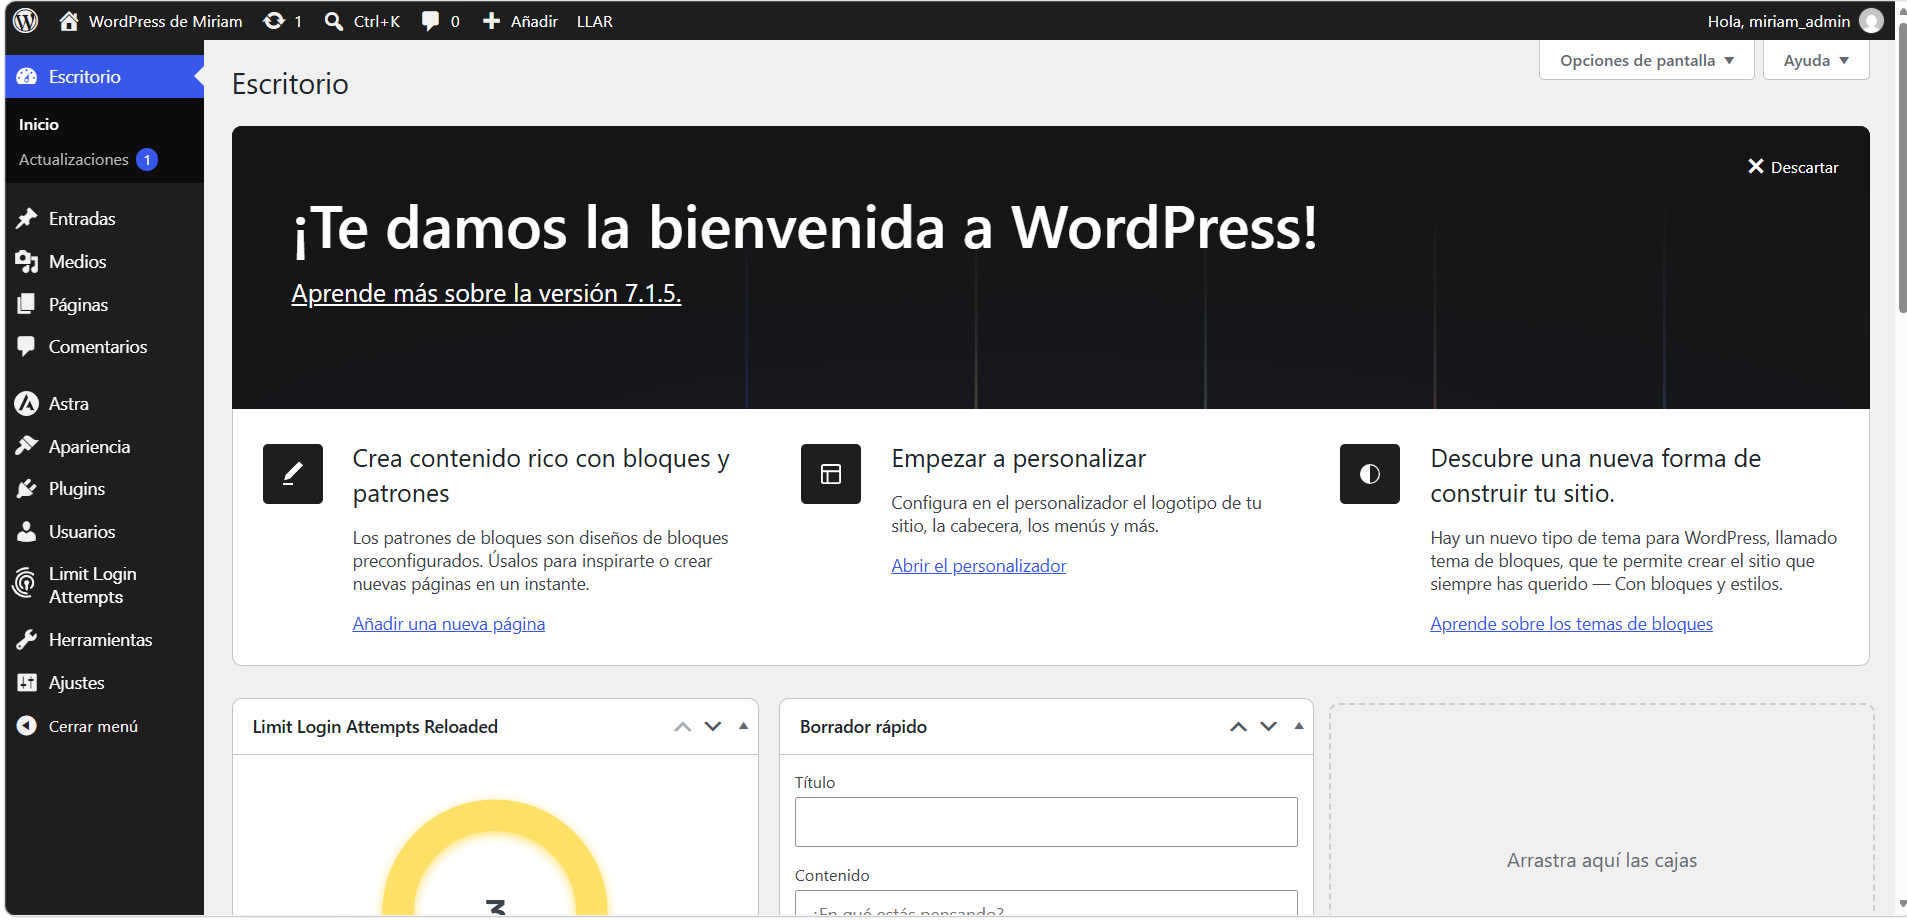 WordPress de Miriam 1 Ctrl+K 0 Añadir LLAR Hola, miriam_admin
Escritorio
Inicio
Actualizaciones 1
Entradas
Medios
Páginas
Comentarios
Astra
Apariencia
Plugins
Usuarios
Limit Login
Attempts
Herramientas
Ajustes
Cerrar menú
Opciones de pantalla
Ayuda
Escritorio
Descartar
¡Te damos la bienvenida a WordPress!
Aprende más sobre la versión 7.1.5.
Crea contenido rico con bloques y
patrones
Los patrones de bloques son diseños de bloques
preconfigurados. Úsalos para inspirarte o crear
nuevas páginas en un instante.
Añadir una nueva página
Empezar a personalizar
Configura en el personalizador el logotipo de tu
sitio, la cabecera, los menús y más.
Abrir el personalizador
Descubre una nueva forma de
construir tu sitio.
Hay un nuevo tipo de tema para WordPress, llamado
tema de bloques, que te permite crear el sitio que
siempre has querido — Con bloques y estilos.
Aprende sobre los temas de bloques
Limit Login Attempts Reloaded
3
Borrador rápido
Título
Contenido
¿En qué estás pensando?
Arrastra aquí las cajas